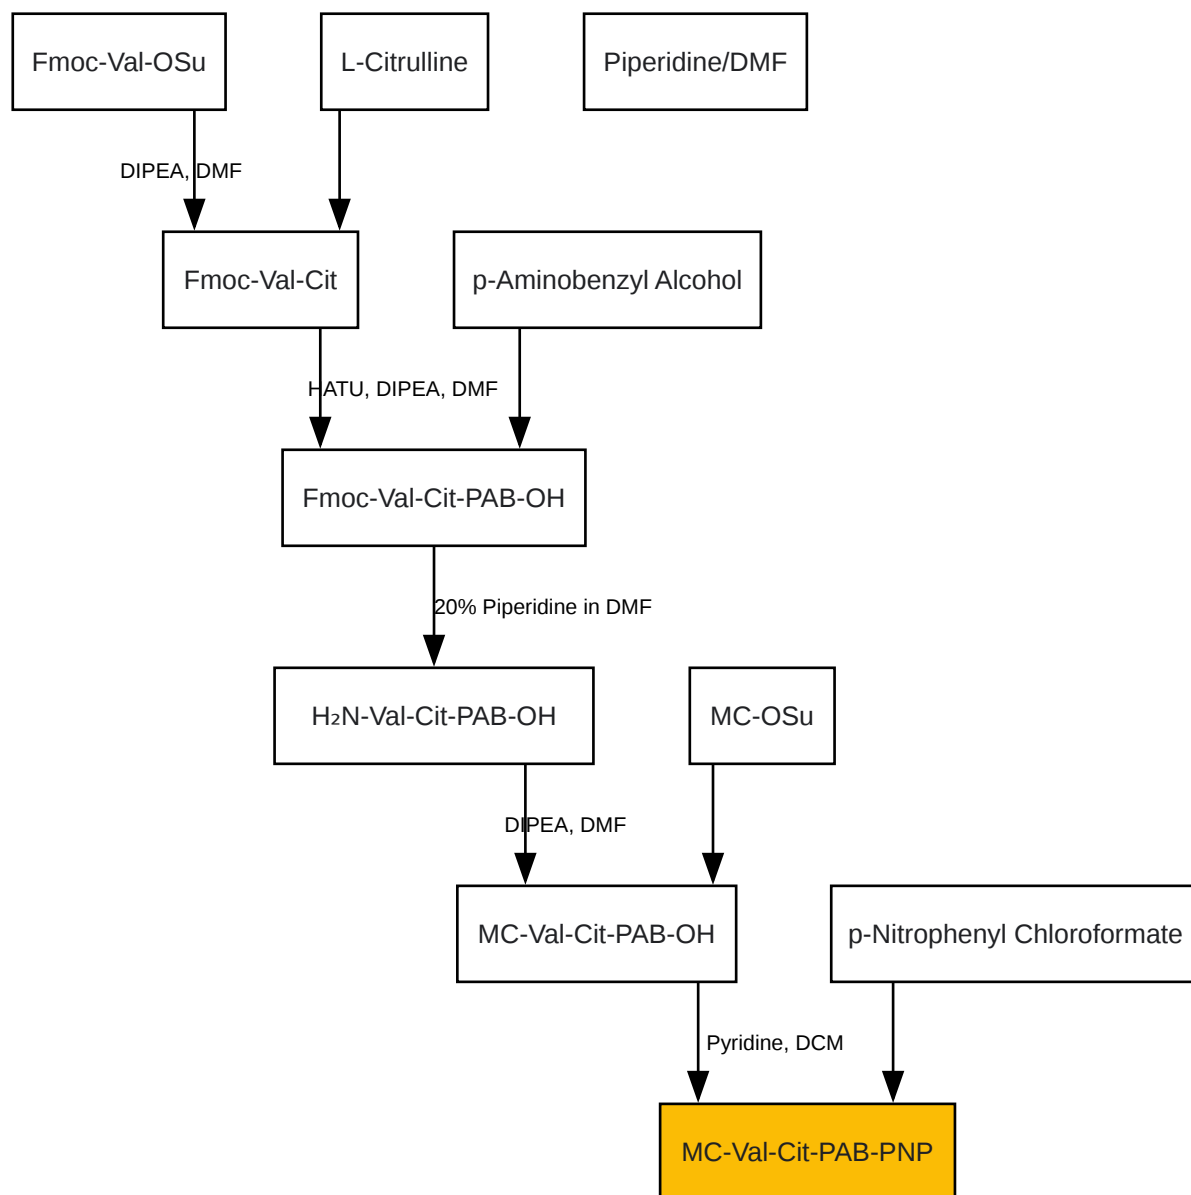 Fmoc-Val-OSu
L-Citrulline
Piperidine/DMF
DIPEA, DMF
Fmoc-Val-Cit
p-Aminobenzyl Alcohol
HATU, DIPEA, DMF
Fmoc-Val-Cit-PAB-OH
20% Piperidine in DMF
H₂N-Val-Cit-PAB-OH
MC-OSu
DIPEA, DMF
MC-Val-Cit-PAB-OH
p-Nitrophenyl Chloroformate
Pyridine, DCM
MC-Val-Cit-PAB-PNP